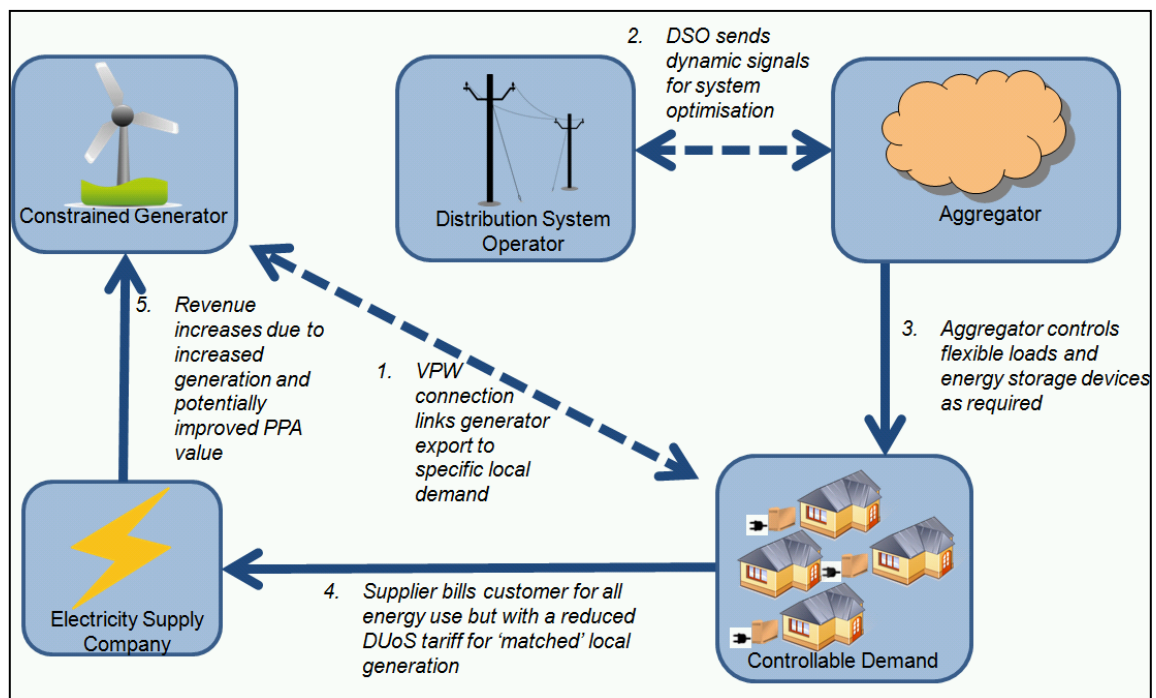 2. DSO sends
dynamic signals
for system
optimisation
Constrained Generator
Distribution System
Operator
Aggregator
5. Revenue
increases due to
increased
generation and
potentially
improved PPA
value
1. VPW
connection
links generator
export to
specific local
demand
3. Aggregator controls
flexible loads and
energy storage devices
as required
Electricity Supply
Company
4. Supplier bills customer for all
energy use but with a reduced
DUoS tariff for ‘matched’ local
generation
Controllable Demand